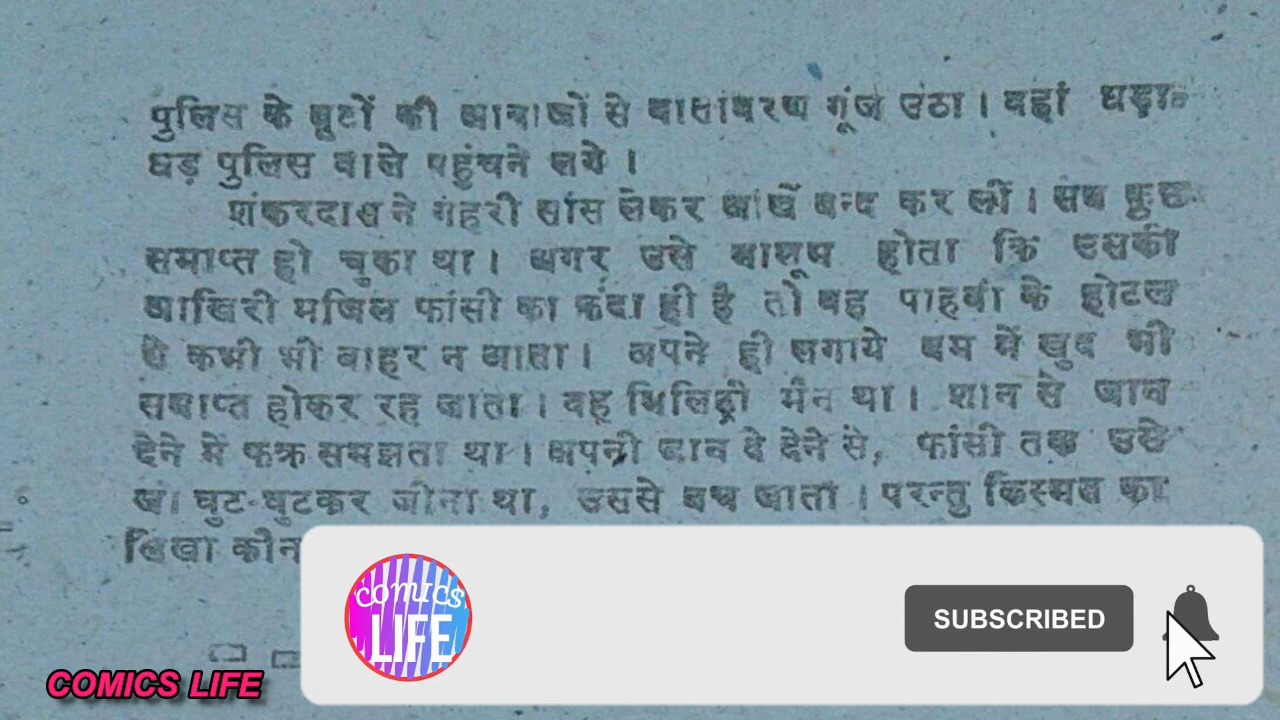 पुलिस के बूटों की आवाजों से वातावरण गूंज उठा । वहां धड़ा-
धड़ पुलिस वाले पहुंचने लगे ।
शंकरदास ने गहरी सांस लेकर आंखें बन्द कर लीं । सब कुछ
समाप्त हो चुका था । अगर उसे मालूम होता कि उसकी
आखिरी मंजिल फांसी का फंदा ही है तो वह पाहवा के होटल
से कभी भी बाहर न आता । अपने ही लगाये बम में खुद भी
समाप्त होकर रह जाता । वह मिलिट्री मैन था । शान से जान
देने में फक्र समझता था । अपनी जान दे देने से, फांसी तक उसे
जो घुट-घुटकर जीना था, उससे बच जाता । परन्तु किस्मत का
लिखा कौन
COMICS LIFE
SUBSCRIBED
COMICS LIFE